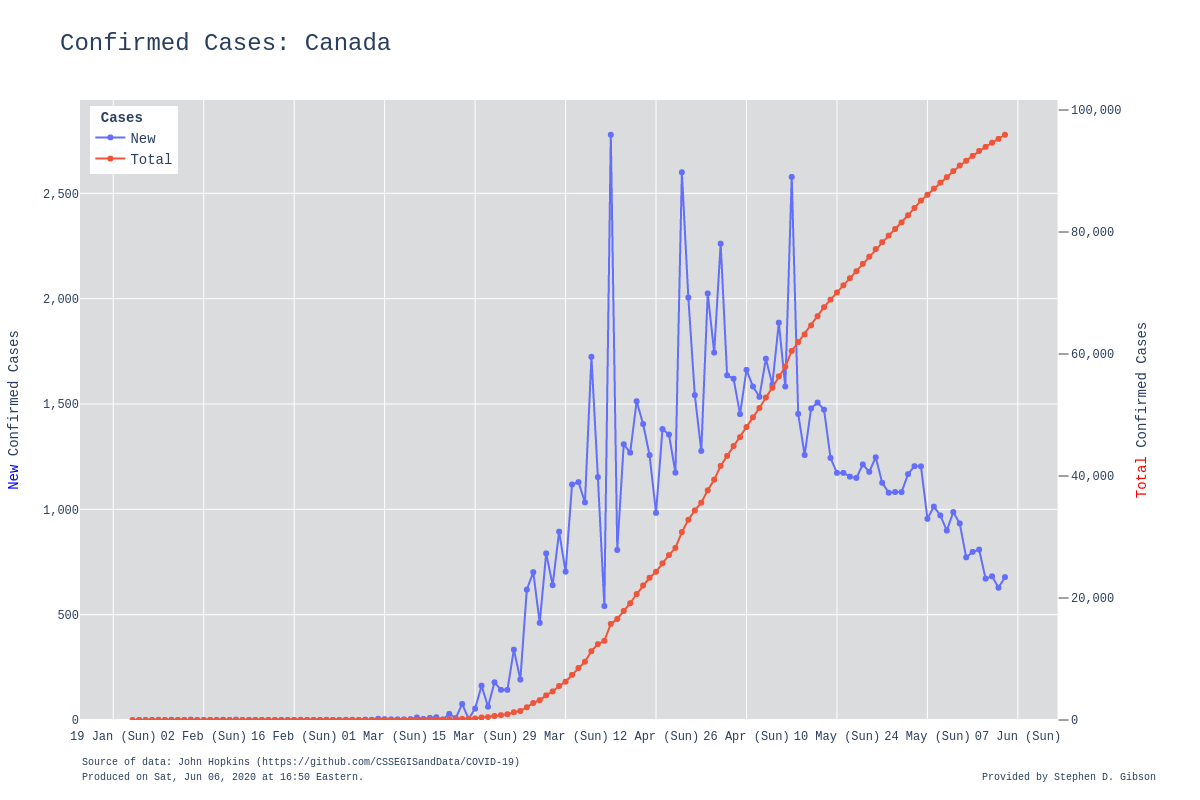 Confirmed Cases: Canada
Cases
New
Total
2,500
2,000
1,500
1,000
500
0
100,000
80,000
60,000
40,000
20,000
0
New Confirmed Cases
Total Confirmed Cases
19 Jan (Sun) 02 Feb (Sun) 16 Feb (Sun) 01 Mar (Sun) 15 Mar (Sun) 29 Mar (Sun) 12 Apr (Sun) 26 Apr (Sun) 10 May (Sun) 24 May (Sun) 07 Jun (Sun)
Source of data: John Hopkins (https://github.com/CSSEGISandData/COVID-19)
Produced on Sat, Jun 06, 2020 at 16:50 Eastern.
Provided by Stephen D. Gibson